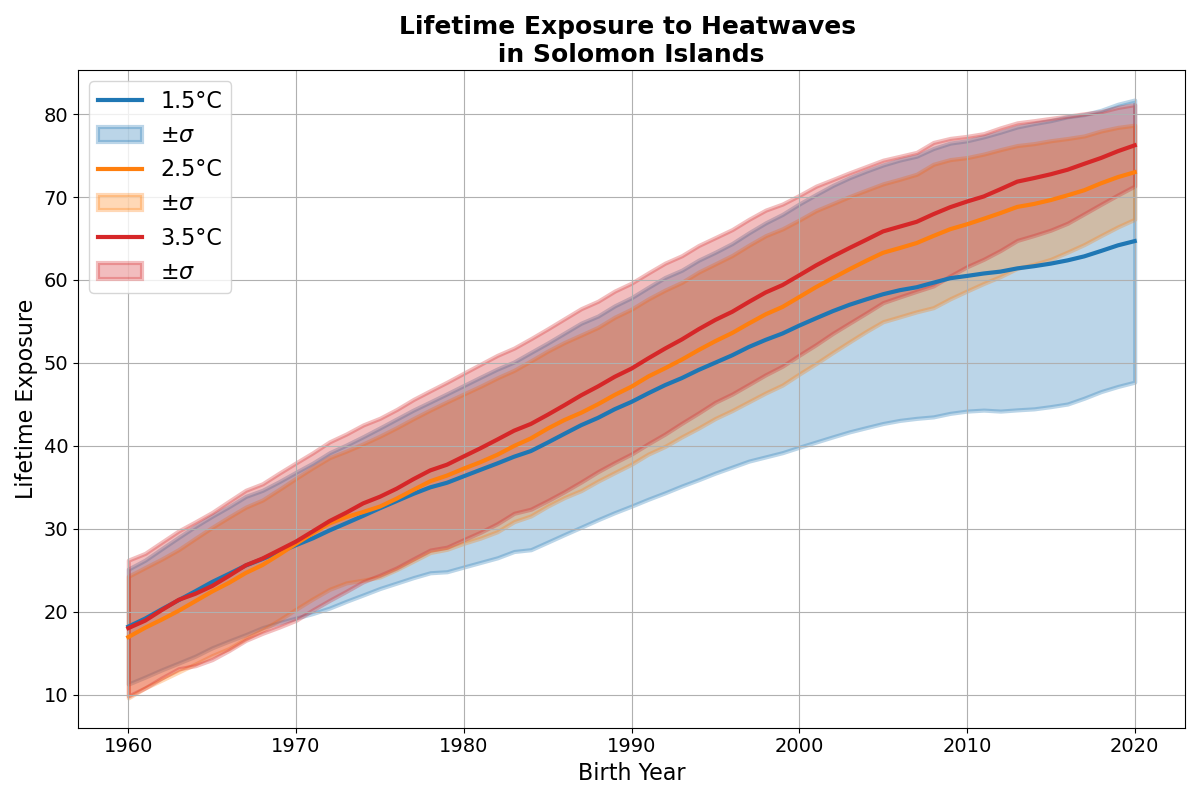 Lifetime Exposure to Heatwaves
in Solomon Islands
1.5°C
±σ
2.5°C
±σ
3.5°C
±σ
Lifetime Exposure
80
70
60
50
40
30
20
10
1960 1970 1980 1990 2000 2010 2020
Birth Year